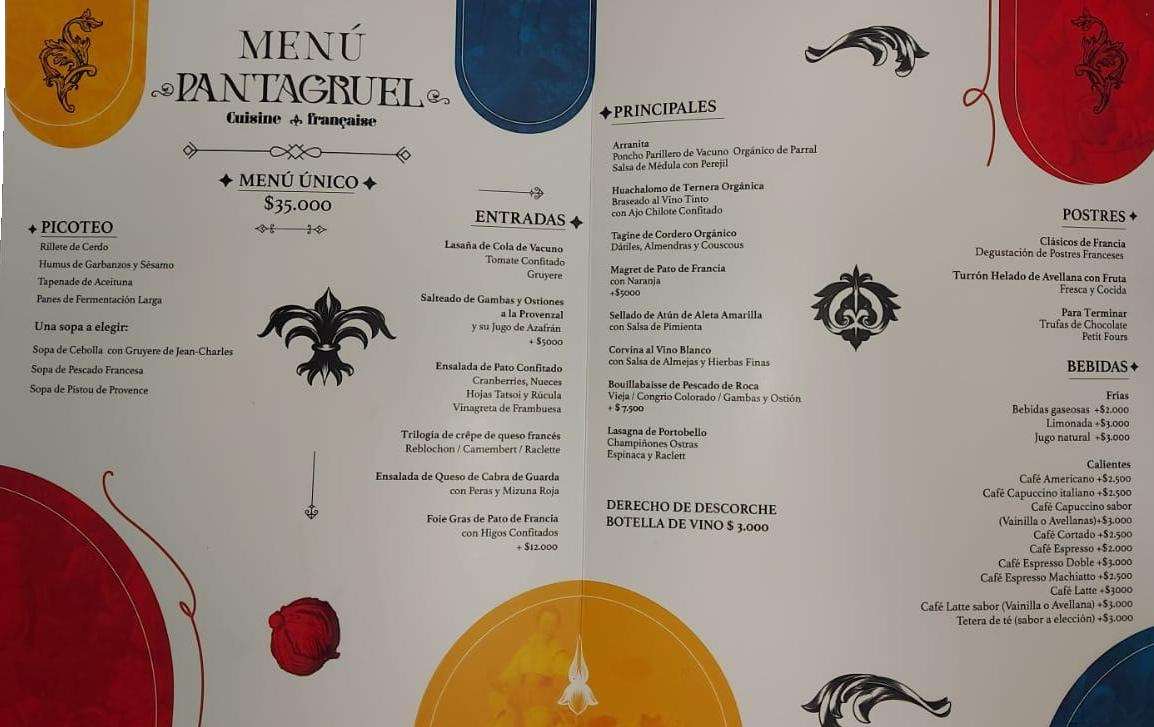 MENÚ
PANTAGRUEL
Cuisine française
MENÚ ÚNICO
$35.000
PICOTEO
Rillete de Cerdo
Humus de Garbanzos y Sésamo
Tapenade de Aceituna
Panes de Fermentación Larga
Una sopa a elegir:
Sopa de Cebolla con Gruyere de Jean-Charles
Sopa de Pescado Francesa
Sopa de Pistou de Provence
ENTRADAS
Lasaña de Cola de Vacuno
Tomate Confitado
Gruyere
Salteado de Gambas y Ostiones
a la Provenzal
y su Jugo de Azafrán
+ $5000
Ensalada de Pato Confitado
Cranberries, Nueces
Hojas Tatsoi y Rúcula
Vinagreta de Frambuesa
Trilogía de crêpe de queso francés
Reblochon / Camembert / Raclette
Ensalada de Queso de Cabra de Guarda
con Peras y Mizuna Roja
Foie Gras de Pato de Francia
con Higos Confitados
+ $12.000
PRINCIPALES
Arranita
Poncho Parillero de Vacuno Orgánico de Parral
Salsa de Médula con Perejil
Huachalomo de Ternera Orgánica
Braseado al Vino Tinto
con Ajo Chilote Confitado
Tagine de Cordero Orgánico
Dátiles, Almendras y Couscous
Magret de Pato de Francia
con Naranja
+$5000
Sellado de Atún de Aleta Amarilla
con Salsa de Pimienta
Corvina al Vino Blanco
con Salsa de Almejas y Hierbas Finas
Bouillabaisse de Pescado de Roca
Vieja / Congrio Colorado / Gambas y Ostión
+ $ 7.500
Lasagna de Portobello
Champiñones Ostras
Espinaca y Raclett
DERECHO DE DESCORCHE
BOTELLA DE VINO $ 3.000
POSTRES
Clásicos de Francia
Degustación de Postres Franceses
Turrón Helado de Avellana con Fruta
Fresca y Cocida
Para Terminar
Trufas de Chocolate
Petit Fours
BEBIDAS
Frías
Bebidas gaseosas +$2.000
Limonada +$3.000
Jugo natural +$3.000
Calientes
Café Americano +$2.500
Café Capuccino italiano +$2.500
Café Capuccino sabor
(Vainilla o Avellanas)+$3.000
Café Cortado +$2.500
Café Espresso +$2.000
Café Espresso Doble +$3.000
Café Espresso Machiatto +$2.500
Café Latte +$3000
Café Latte sabor (Vainilla o Avellana) +$3.000
Tetera de té (sabor a elección) +$3.000